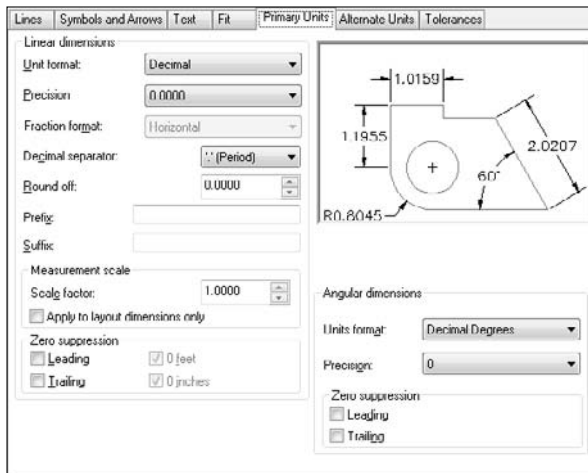 Lines Symbols and Arrows Text Fit Primary Units Alternate Units Tolerances
Linear dimensions
Unit format: Decimal
Precision 0.0000
Fraction format: Horizontal
Decimal separator: '.' (Period)
Round off: 0.0000
Prefix:
Suffix:
Measurement scale
Scale factor: 1.0000
Apply to layout dimensions only
Zero suppression
Leading 0 feet
Trailing 0 inches
1.0159
1.1955
2.0207
60°
R0.8045
Angular dimensions
Units format: Decimal Degrees
Precision: 0
Zero suppression
Leading
Trailing